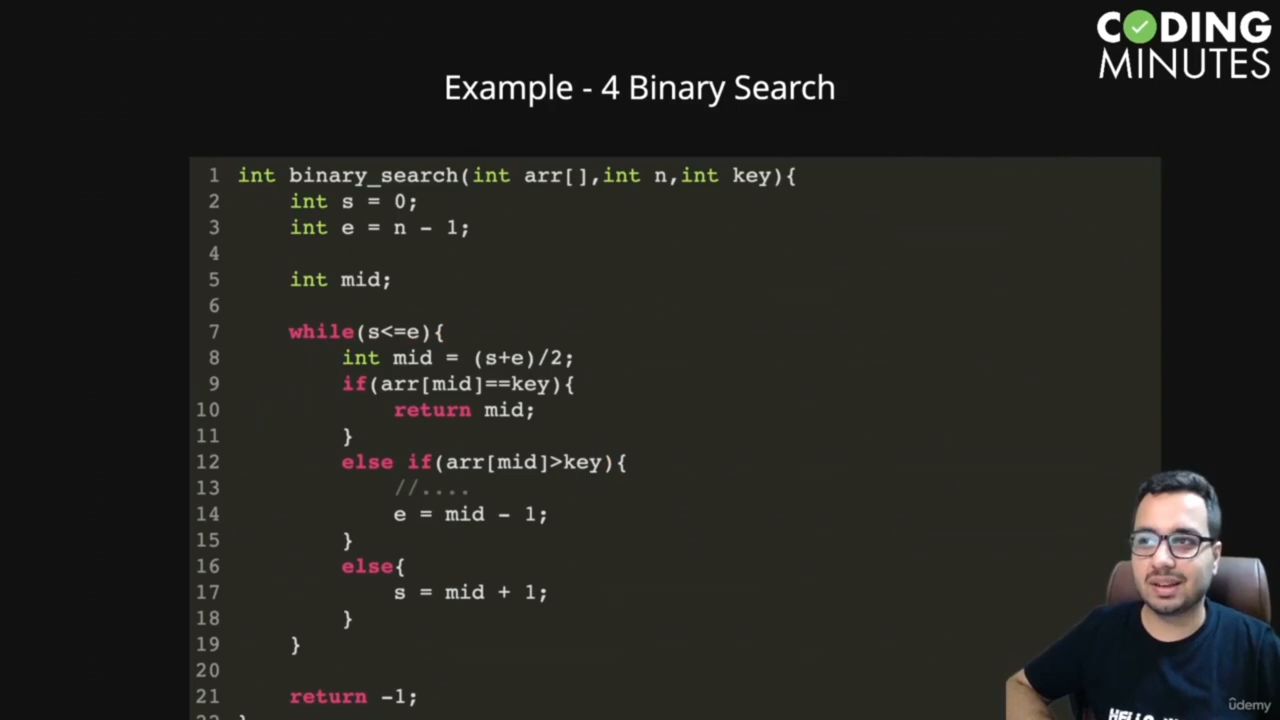 CODING
MINUTES
Example - 4 Binary Search
1 int binary_search(int arr[],int n,int key){
2 int s = 0;
3 int e = n - 1;
4
5 int mid;
6
7 while(s<=e){
8 int mid = (s+e)/2;
9 if(arr[mid]==key){
10 return mid;
11 }
12 else if(arr[mid]>key){
13 //....
14 e = mid - 1;
15 }
16 else{
17 s = mid + 1;
18 }
19 }
20
21 return -1;
22 }
HELLO
ûdemy